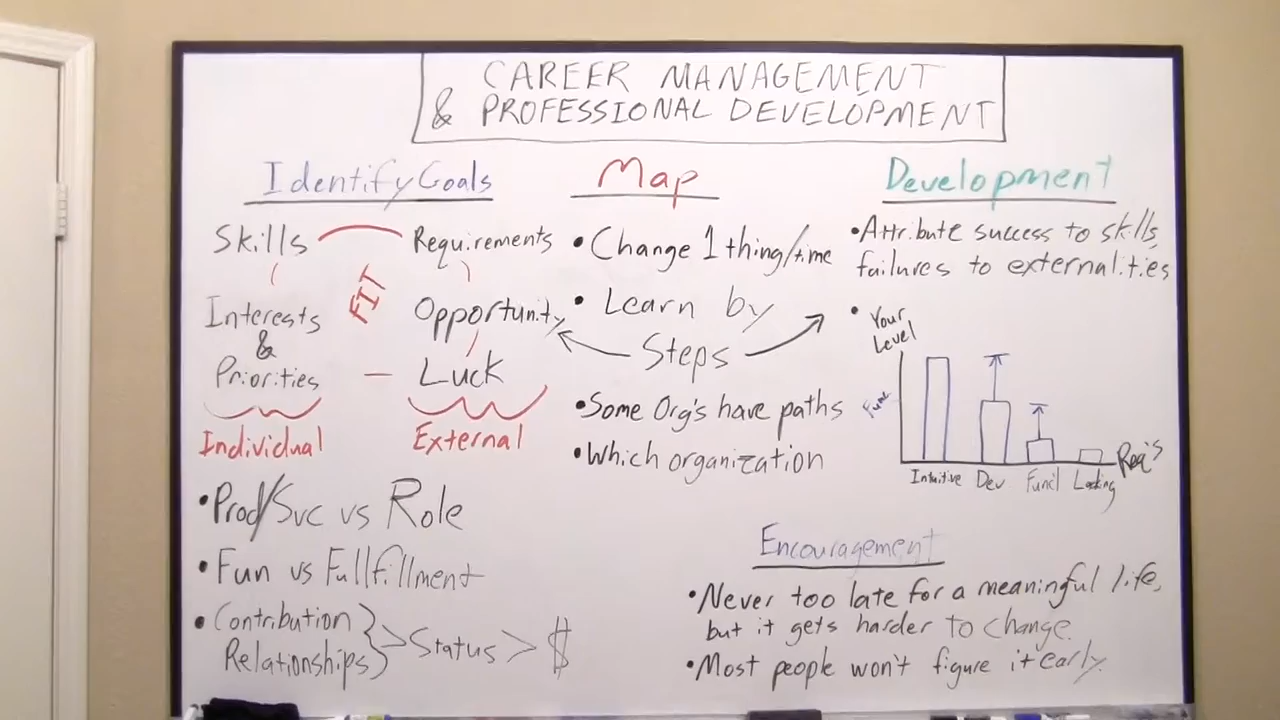 CAREER MANAGEMENT
& PROFESSIONAL DEVELOPMENT
Identify Goals
Skills
Requirements
FIT
Interests
&
Priorities
Opportunity
Luck
Individual
External
•Prod/Svc vs Role
•Fun vs Fullfillment
•Contribution
Relationships
} > Status > $
Map
•Change 1 thing/time
•Learn by
Steps
•Some Org's have paths
•Which organization
Development
•Attribute success to skills,
failures to externalities
•Your
Level
Func
Intuitive Dev Func'l Lacking
Req's
Encouragement
•Never too late for a meaningful life,
but it gets harder to change.
•Most people won't figure it early.